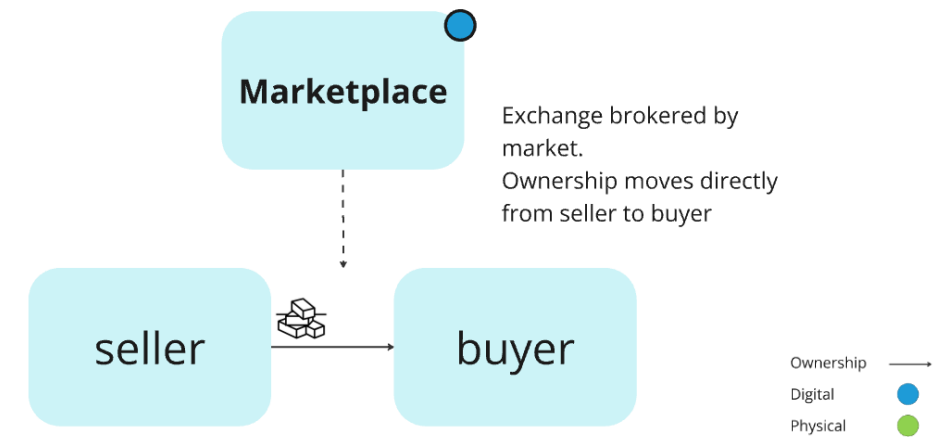 Marketplace
Exchange brokered by
market.
Ownership moves directly
from seller to buyer
seller
buyer
Ownership
Digital
Physical